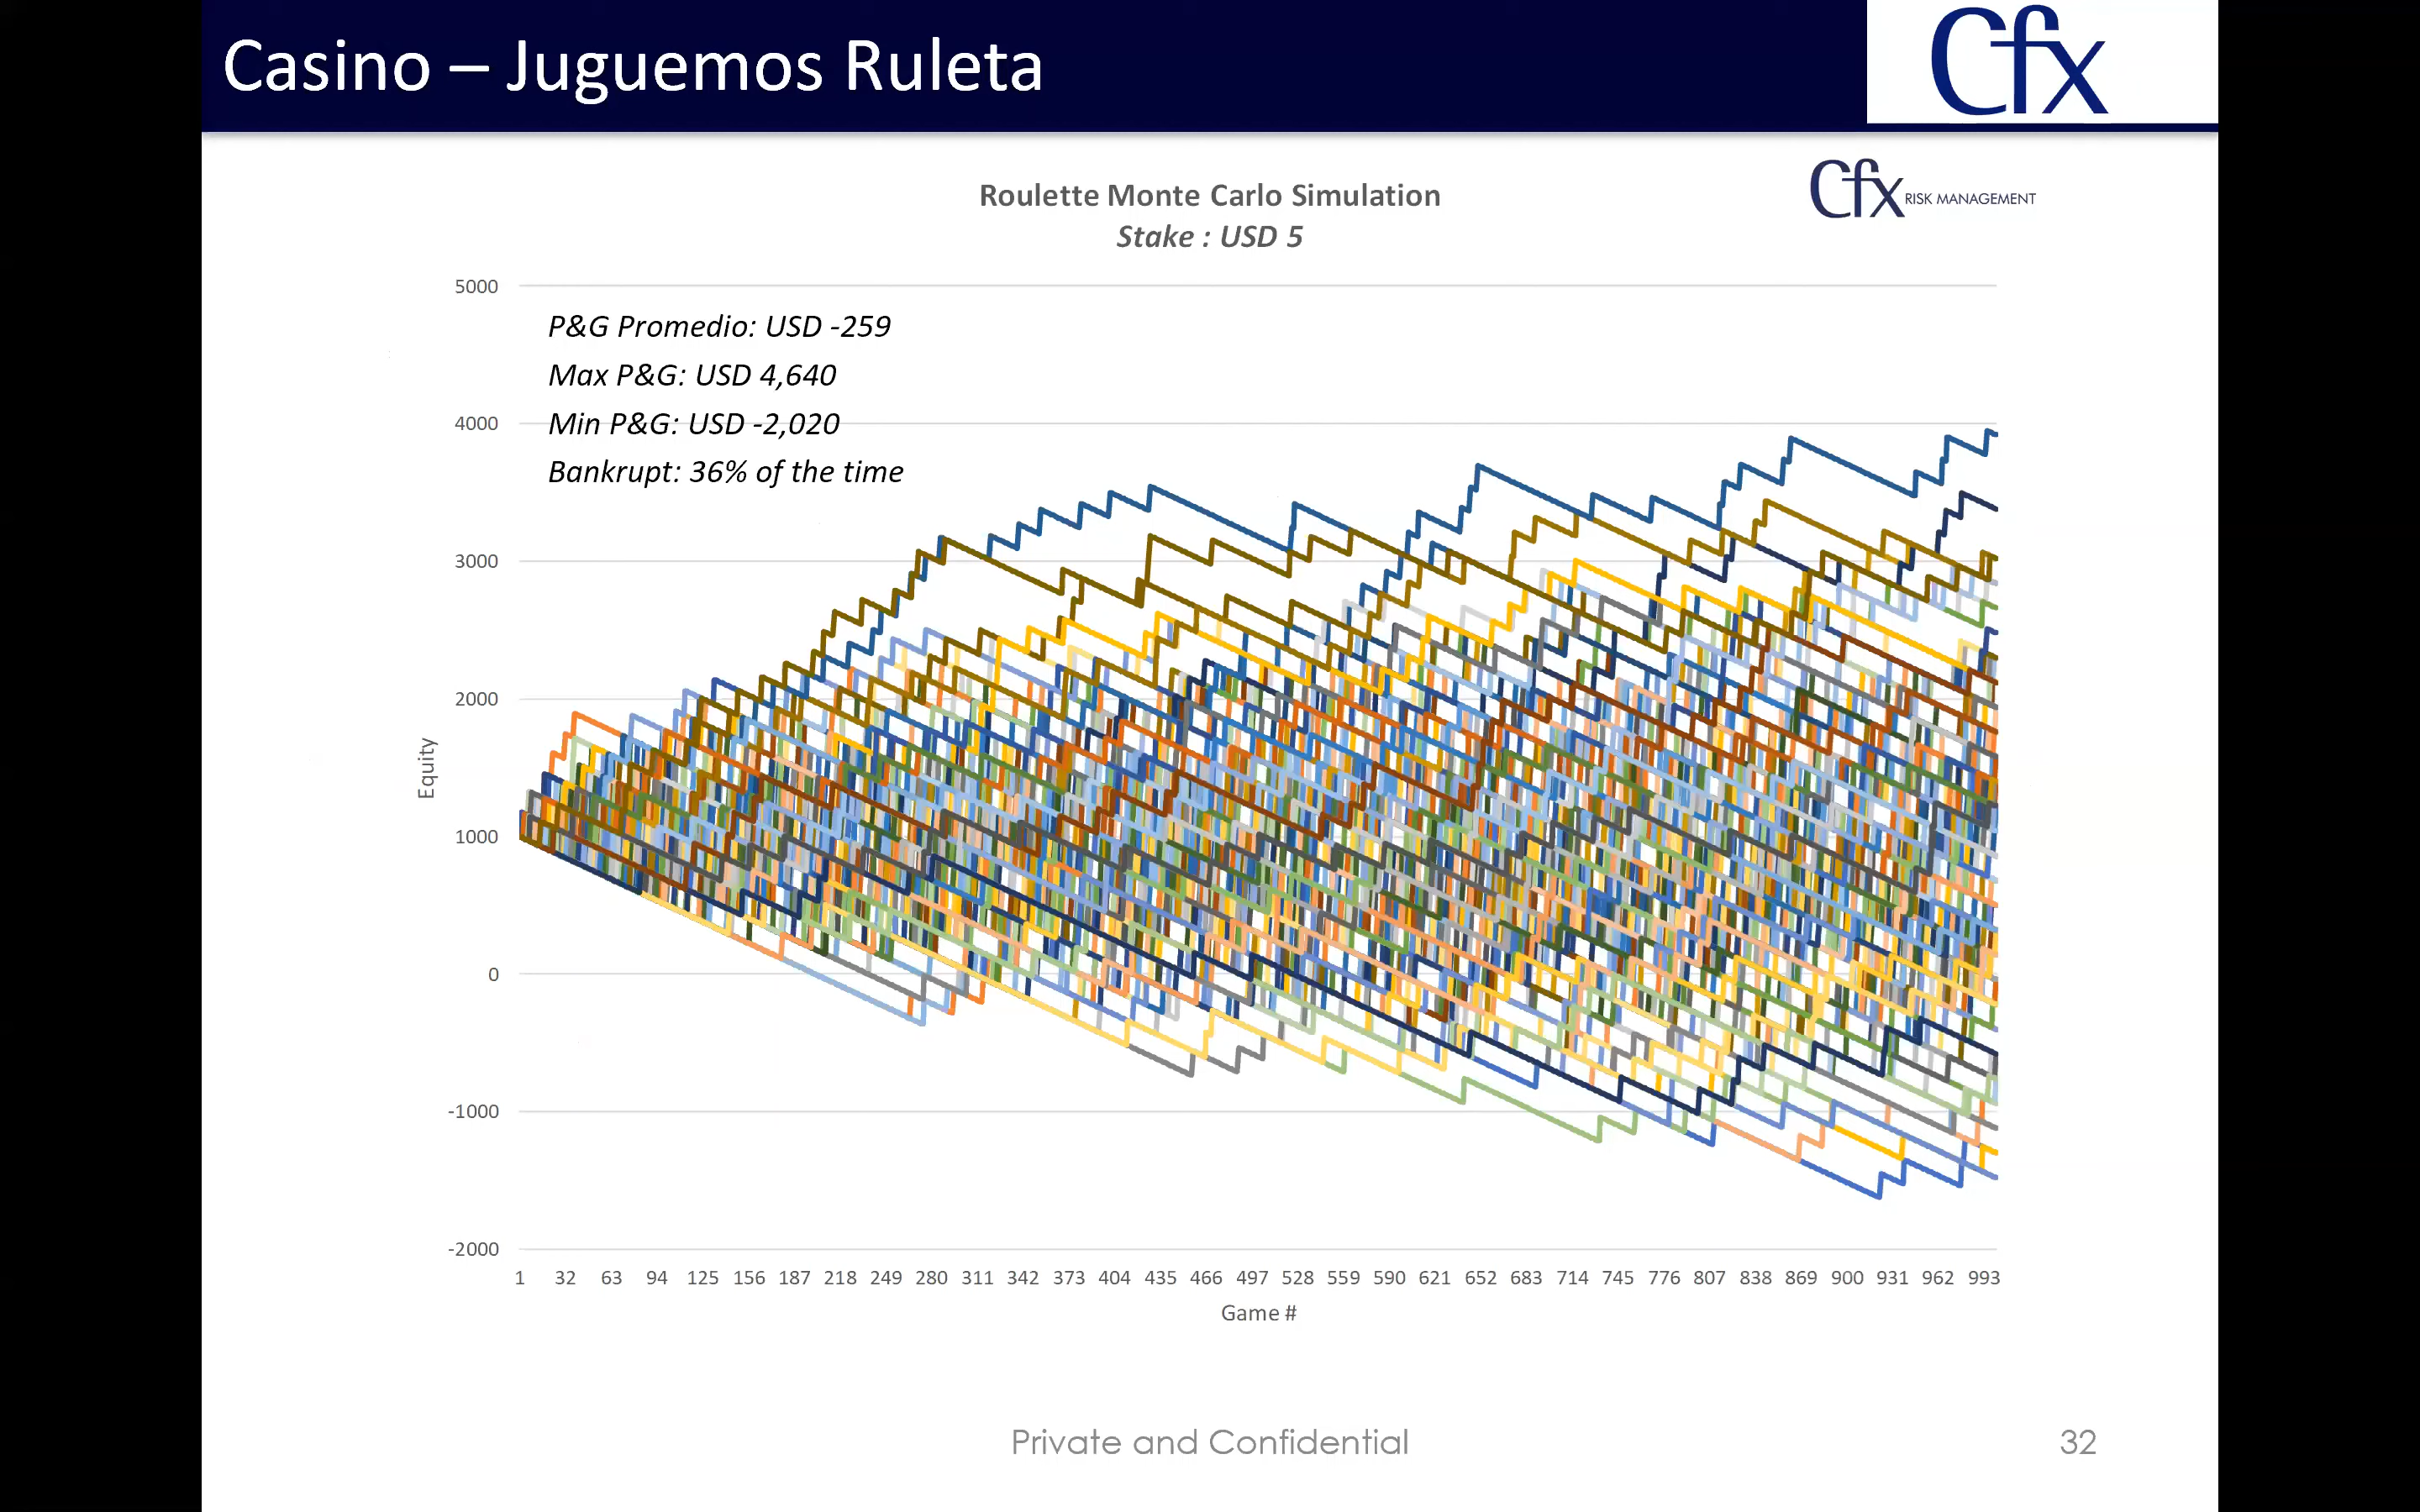 Casino – Juguemos Ruleta
Cfx
Cfx RISK MANAGEMENT
Roulette Monte Carlo Simulation
Stake : USD 5
5000
P&G Promedio: USD -259
Max P&G: USD 4,640
4000
Min P&G: USD -2,020
Bankrupt: 36% of the time
3000
2000
Equity
1000
0
-1000
-2000
1 32 63 94 125 156 187 218 249 280 311 342 373 404 435 466 497 528 559 590 621 652 683 714 745 776 807 838 869 900 931 962 993
Game #
Private and Confidential
32